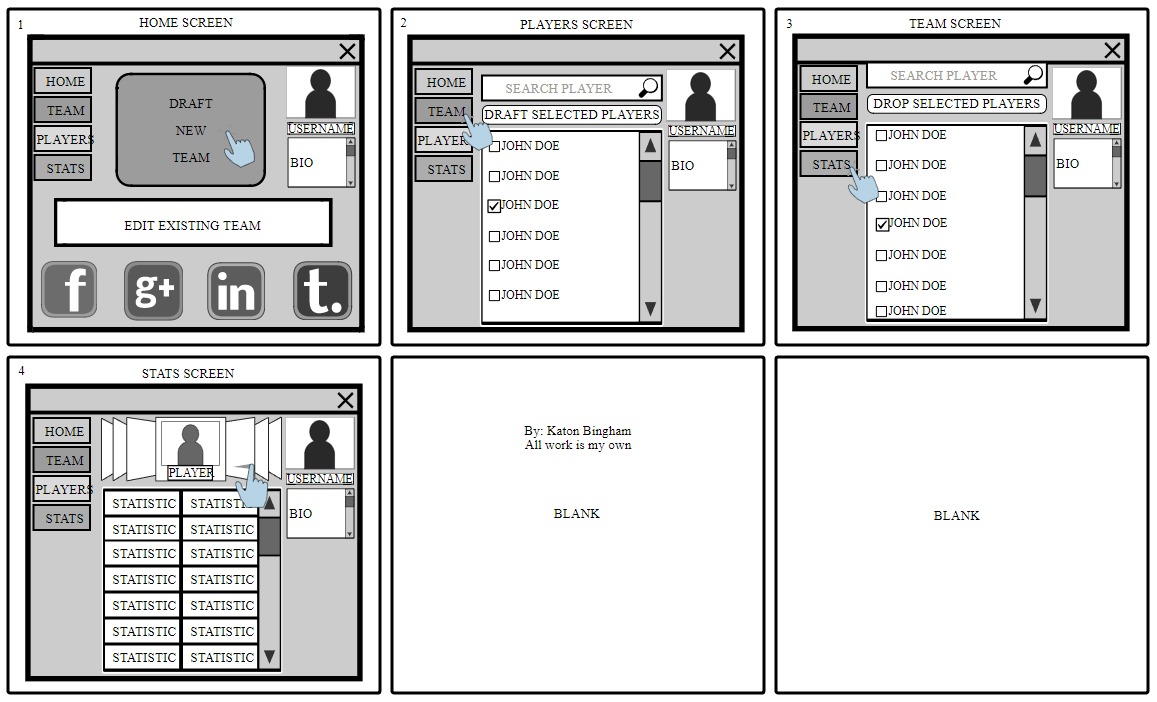 1
HOME SCREEN
HOME
TEAM
PLAYERS
STATS
DRAFT
NEW
TEAM
USERNAME
BIO
EDIT EXISTING TEAM
f
g+
in
t.
2
PLAYERS SCREEN
HOME
TEAM
PLAYERS
STATS
SEARCH PLAYER
DRAFT SELECTED PLAYERS
JOHN DOE
JOHN DOE
JOHN DOE
JOHN DOE
JOHN DOE
JOHN DOE
USERNAME
BIO
3
TEAM SCREEN
HOME
TEAM
PLAYERS
STATS
SEARCH PLAYER
DROP SELECTED PLAYERS
JOHN DOE
JOHN DOE
JOHN DOE
JOHN DOE
JOHN DOE
JOHN DOE
JOHN DOE
USERNAME
BIO
4
STATS SCREEN
HOME
TEAM
PLAYERS
STATS
PLAYER
STATISTIC STATISTIC
STATISTIC STATISTIC
STATISTIC STATISTIC
STATISTIC STATISTIC
STATISTIC STATISTIC
STATISTIC STATISTIC
STATISTIC STATISTIC
USERNAME
BIO
By: Katon Bingham
All work is my own
BLANK
BLANK